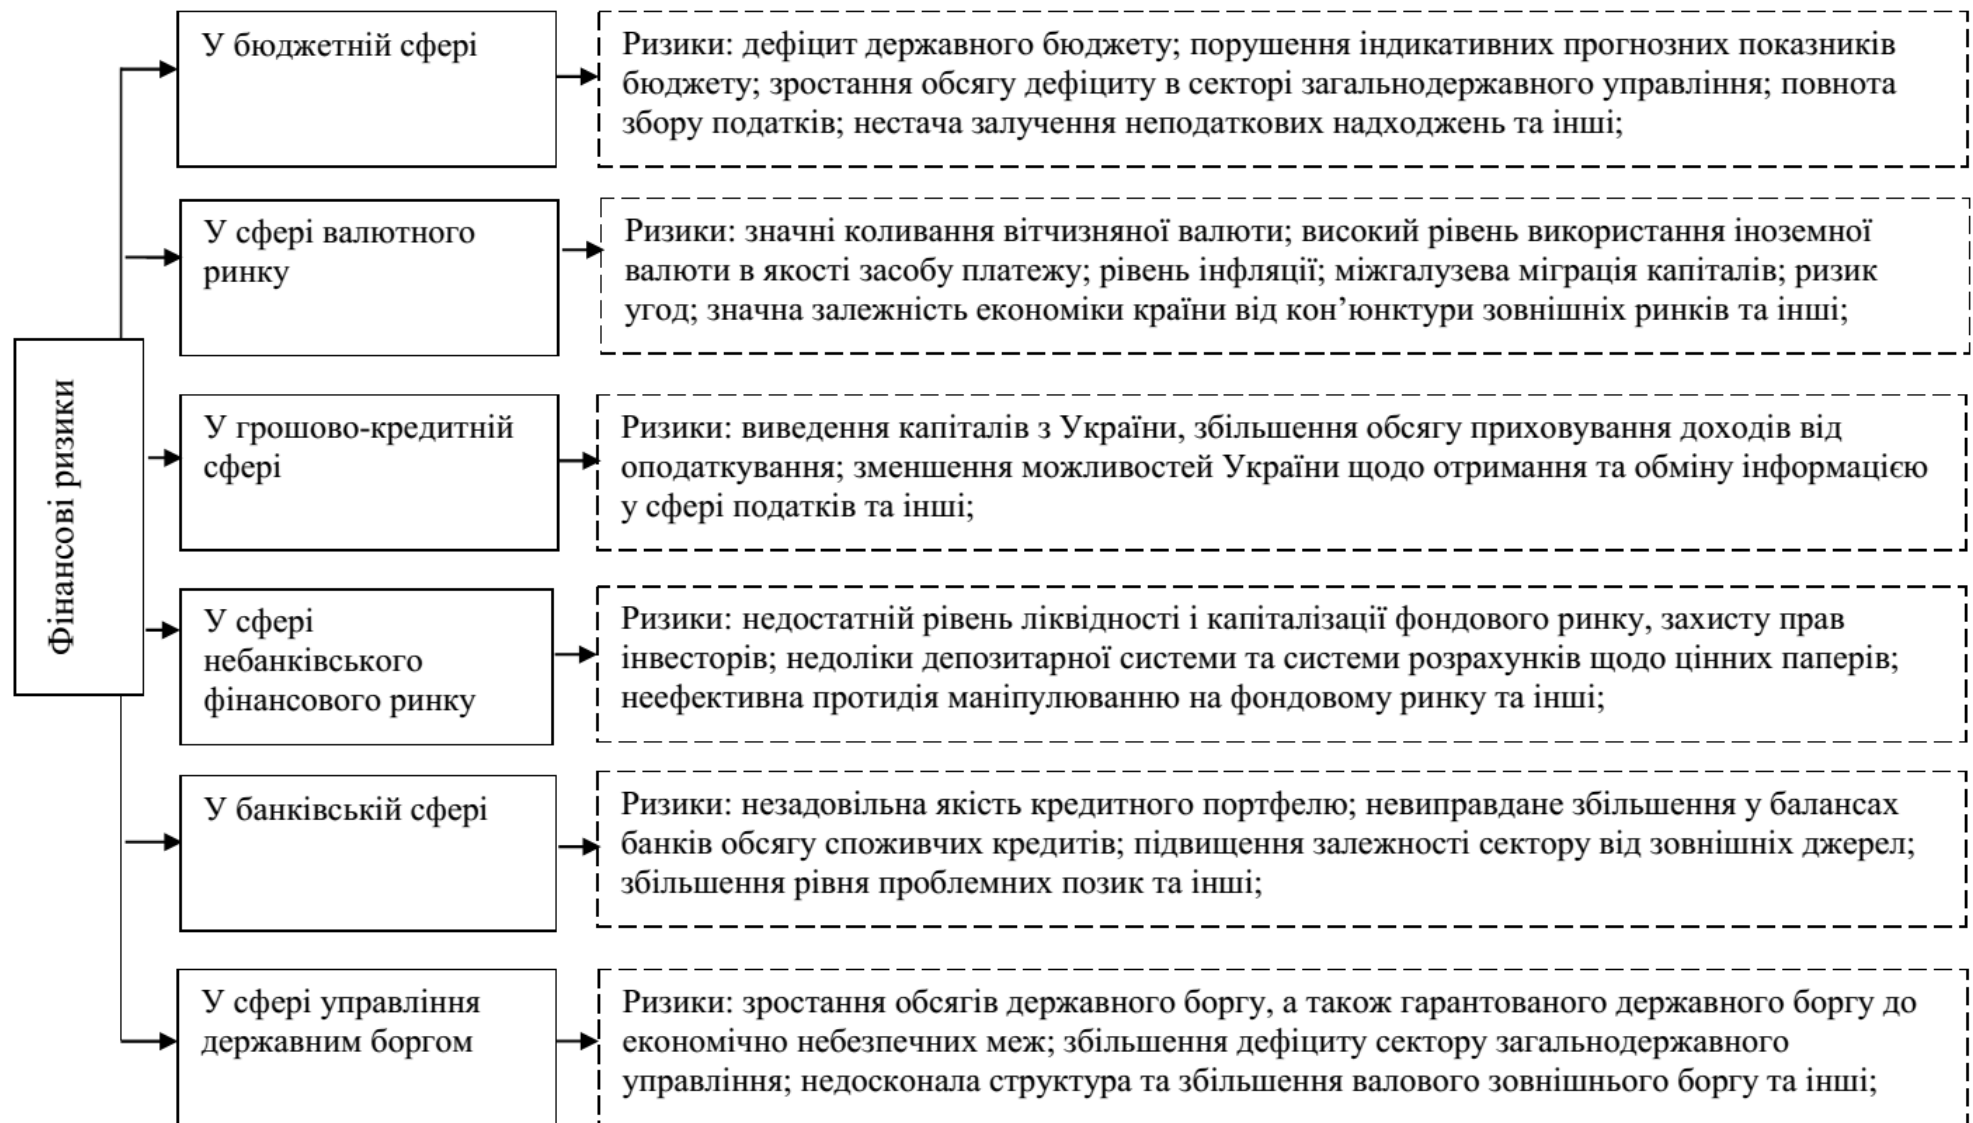 Фінансові ризики
У бюджетній сфері
Ризики: дефіцит державного бюджету; порушення індикативних прогнозних показників
бюджету; зростання обсягу дефіциту в секторі загальнодержавного управління; повнота
збору податків; нестача залучення неподаткових надходжень та інші;
У сфері валютного
ринку
Ризики: значні коливання вітчизняної валюти; високий рівень використання іноземної
валюти в якості засобу платежу; рівень інфляції; міжгалузева міграція капіталів; ризик
угод; значна залежність економіки країни від кон’юнктури зовнішніх ринків та інші;
У грошово-кредитній
сфері
Ризики: виведення капіталів з України, збільшення обсягу приховування доходів від
оподаткування; зменшення можливостей України щодо отримання та обміну інформацією
у сфері податків та інші;
У сфері
небанківського
фінансового ринку
Ризики: недостатній рівень ліквідності і капіталізації фондового ринку, захисту прав
інвесторів; недоліки депозитарної системи та системи розрахунків щодо цінних паперів;
неефективна протидія маніпулюванню на фондовому ринку та інші;
У банківській сфері
Ризики: незадовільна якість кредитного портфелю; невиправдане збільшення у балансах
банків обсягу споживчих кредитів; підвищення залежності сектору від зовнішніх джерел;
збільшення рівня проблемних позик та інші;
У сфері управління
державним боргом
Ризики: зростання обсягів державного боргу, а також гарантованого державного боргу до
економічно небезпечних меж; збільшення дефіциту сектору загальнодержавного
управління; недосконала структура та збільшення валового зовнішнього боргу та інші;